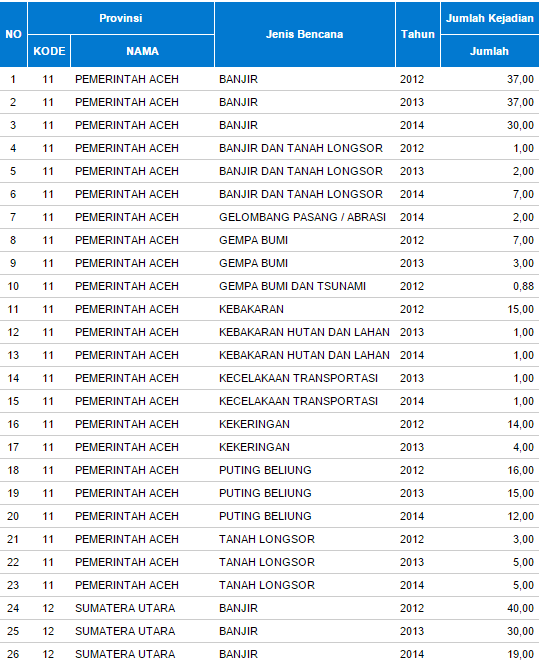 NO Provinsi Jenis Bencana Tahun Jumlah Kejadian
KODE NAMA Jumlah
1 11 PEMERINTAH ACEH BANJIR 2012 37,00
2 11 PEMERINTAH ACEH BANJIR 2013 37,00
3 11 PEMERINTAH ACEH BANJIR 2014 30,00
4 11 PEMERINTAH ACEH BANJIR DAN TANAH LONGSOR 2012 1,00
5 11 PEMERINTAH ACEH BANJIR DAN TANAH LONGSOR 2013 2,00
6 11 PEMERINTAH ACEH BANJIR DAN TANAH LONGSOR 2014 7,00
7 11 PEMERINTAH ACEH GELOMBANG PASANG / ABRASI 2014 2,00
8 11 PEMERINTAH ACEH GEMPA BUMI 2012 7,00
9 11 PEMERINTAH ACEH GEMPA BUMI 2013 3,00
10 11 PEMERINTAH ACEH GEMPA BUMI DAN TSUNAMI 2012 0,88
11 11 PEMERINTAH ACEH KEBAKARAN 2012 15,00
12 11 PEMERINTAH ACEH KEBAKARAN HUTAN DAN LAHAN 2013 1,00
13 11 PEMERINTAH ACEH KEBAKARAN HUTAN DAN LAHAN 2014 1,00
14 11 PEMERINTAH ACEH KECELAKAAN TRANSPORTASI 2013 1,00
15 11 PEMERINTAH ACEH KECELAKAAN TRANSPORTASI 2014 1,00
16 11 PEMERINTAH ACEH KEKERINGAN 2012 14,00
17 11 PEMERINTAH ACEH KEKERINGAN 2013 4,00
18 11 PEMERINTAH ACEH PUTING BELIUNG 2012 16,00
19 11 PEMERINTAH ACEH PUTING BELIUNG 2013 15,00
20 11 PEMERINTAH ACEH PUTING BELIUNG 2014 12,00
21 11 PEMERINTAH ACEH TANAH LONGSOR 2012 3,00
22 11 PEMERINTAH ACEH TANAH LONGSOR 2013 5,00
23 11 PEMERINTAH ACEH TANAH LONGSOR 2014 5,00
24 12 SUMATERA UTARA BANJIR 2012 40,00
25 12 SUMATERA UTARA BANJIR 2013 30,00
26 12 SUMATERA UTARA BANJIR 2014 19,00